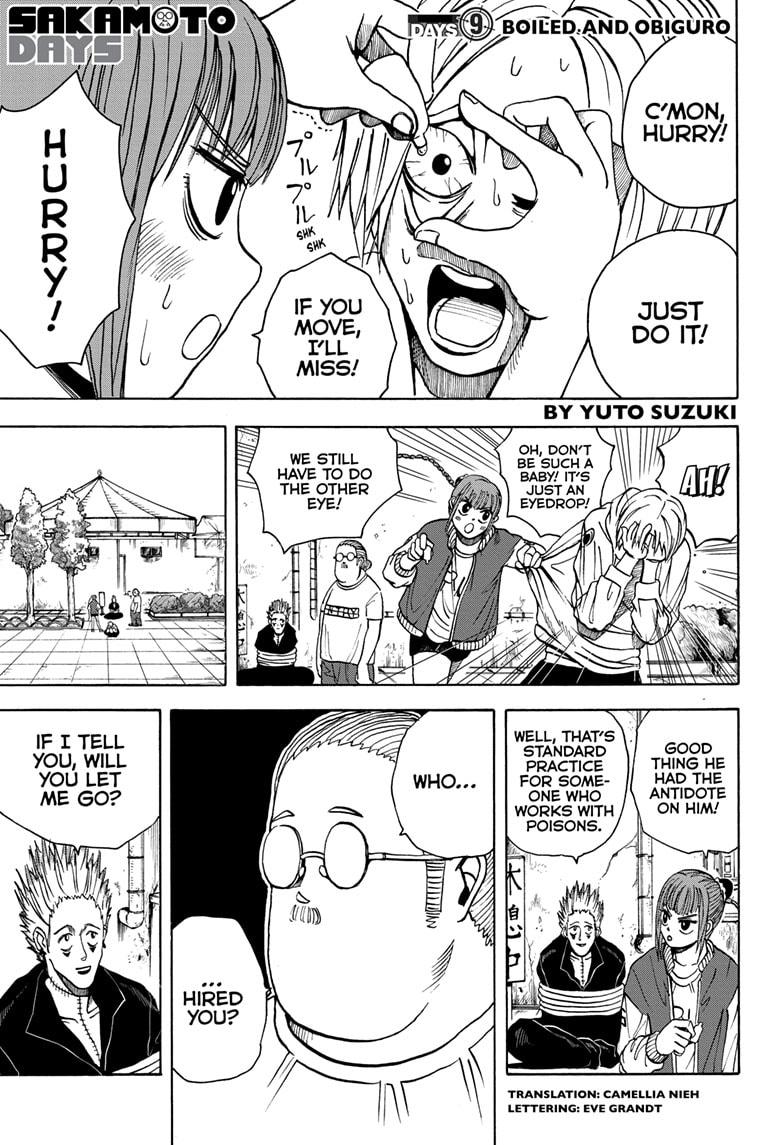 SAKAMOTO
DAYS
DAYS 9 BOILED AND OBIGURO
C'MON,
HURRY!
JUST
DO IT!
プルプル
SHK
SHK
IF YOU
MOVE,
I'LL
MISS!
HURRY!
BY YUTO SUZUKI
AH!
OH, DON'T
BE SUCH A
BABY! IT'S
JUST AN
EYEDROP!
WE STILL
HAVE TO DO
THE OTHER
EYE!
GOOD
THING HE
HAD THE
ANTIDOTE
ON HIM!
WELL, THAT'S
STANDARD
PRACTICE
FOR SOME-
ONE WHO
WORKS WITH
POISONS.
休憩中
WHO...
...
HIRED
YOU?
IF I TELL
YOU, WILL
YOU LET
ME GO?
TRANSLATION: CAMELLIA NIEH
LETTERING: EVE GRANDT